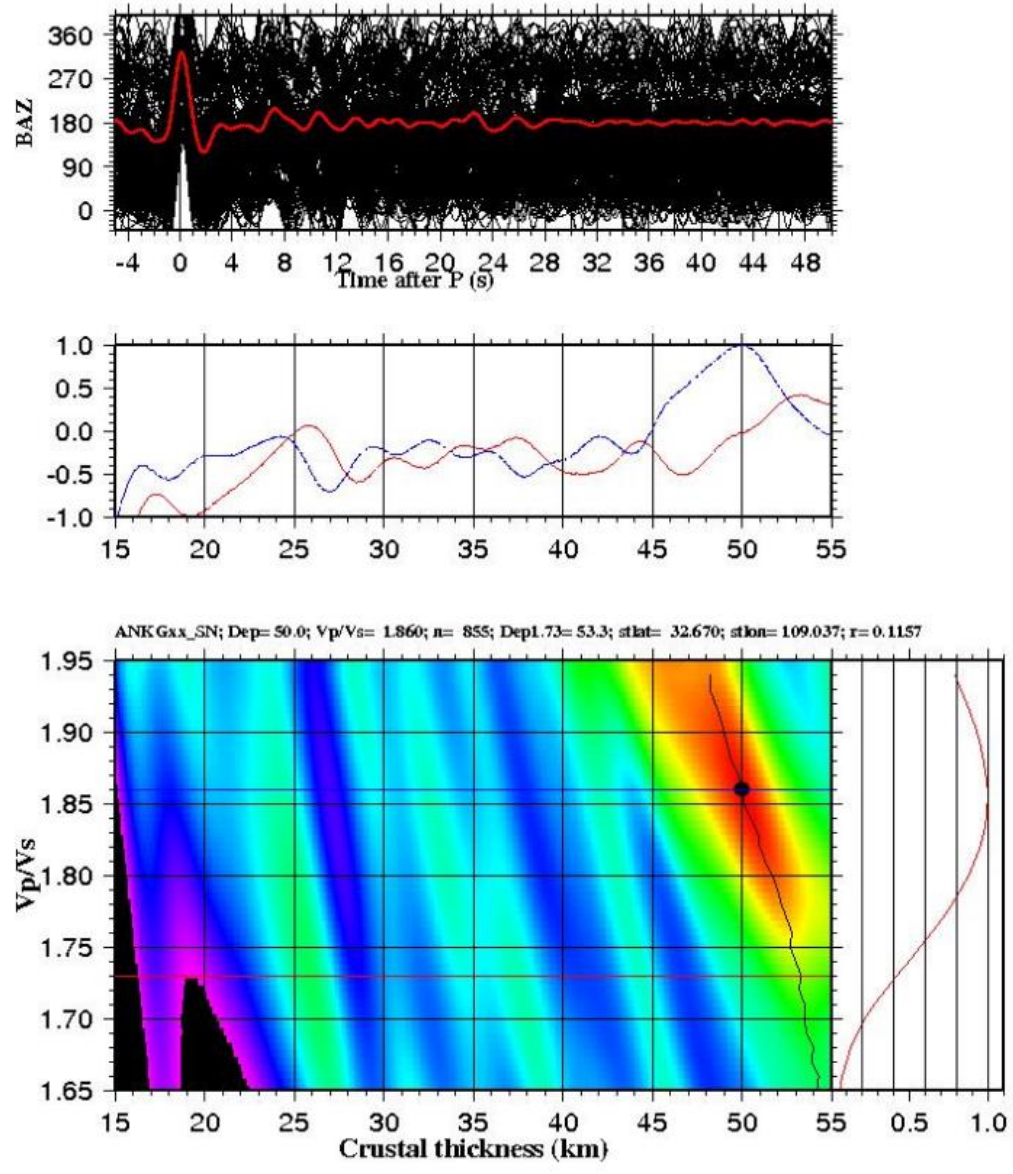 360
270
180
90
0
BAZ
-4 0 4 8 12 16 20 24 28 32 36 40 44 48
Time after P (s)
1.0
0.5
0.0
-0.5
-1.0
15 20 25 30 35 40 45 50 55
ANKGxx_SN; Dep= 50.0; Vp/Vs= 1.860; n= 855; Dep1.73= 53.3; stlat= 32.670; stlon= 109.037; r= 0.1157
1.95
1.90
1.85
1.80
1.75
1.70
1.65
Vp/Vs
15 20 25 30 35 40 45 50 55 0.5 1.0
Crustal thickness (km)